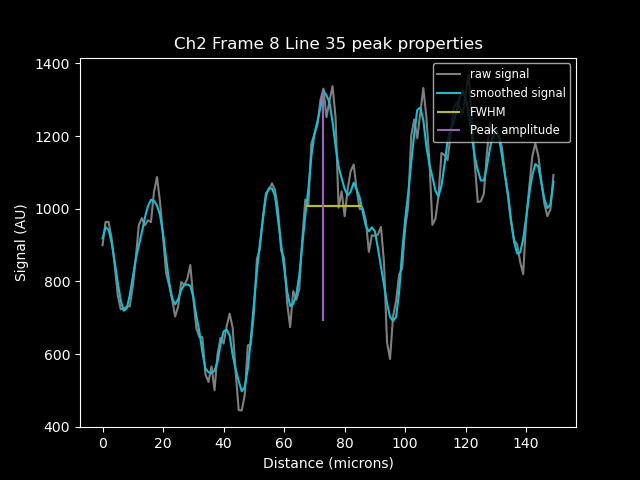 Ch2 Frame 8 Line 35 peak properties
1400
1200
1000
800
600
400
Signal (AU)
raw signal
smoothed signal
FWHM
Peak amplitude
0 20 40 60 80 100 120 140
Distance (microns)